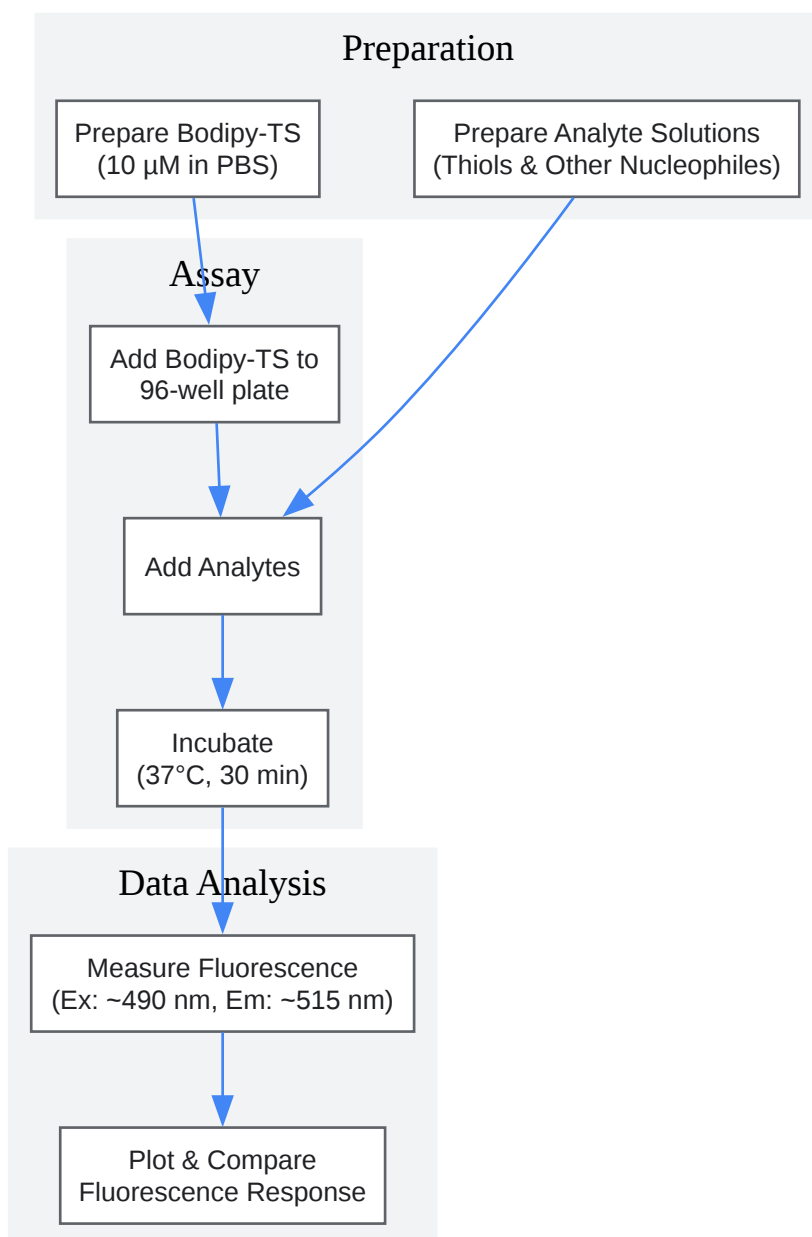 Preparation
Prepare Bodipy-TS
(10 µM in PBS)
Prepare Analyte Solutions
(Thiols & Other Nucleophiles)
Assay
Add Bodipy-TS to
96-well plate
Add Analytes
Incubate
(37°C, 30 min)
Data Analysis
Measure Fluorescence
(Ex: ~490 nm, Em: ~515 nm)
Plot & Compare
Fluorescence Response